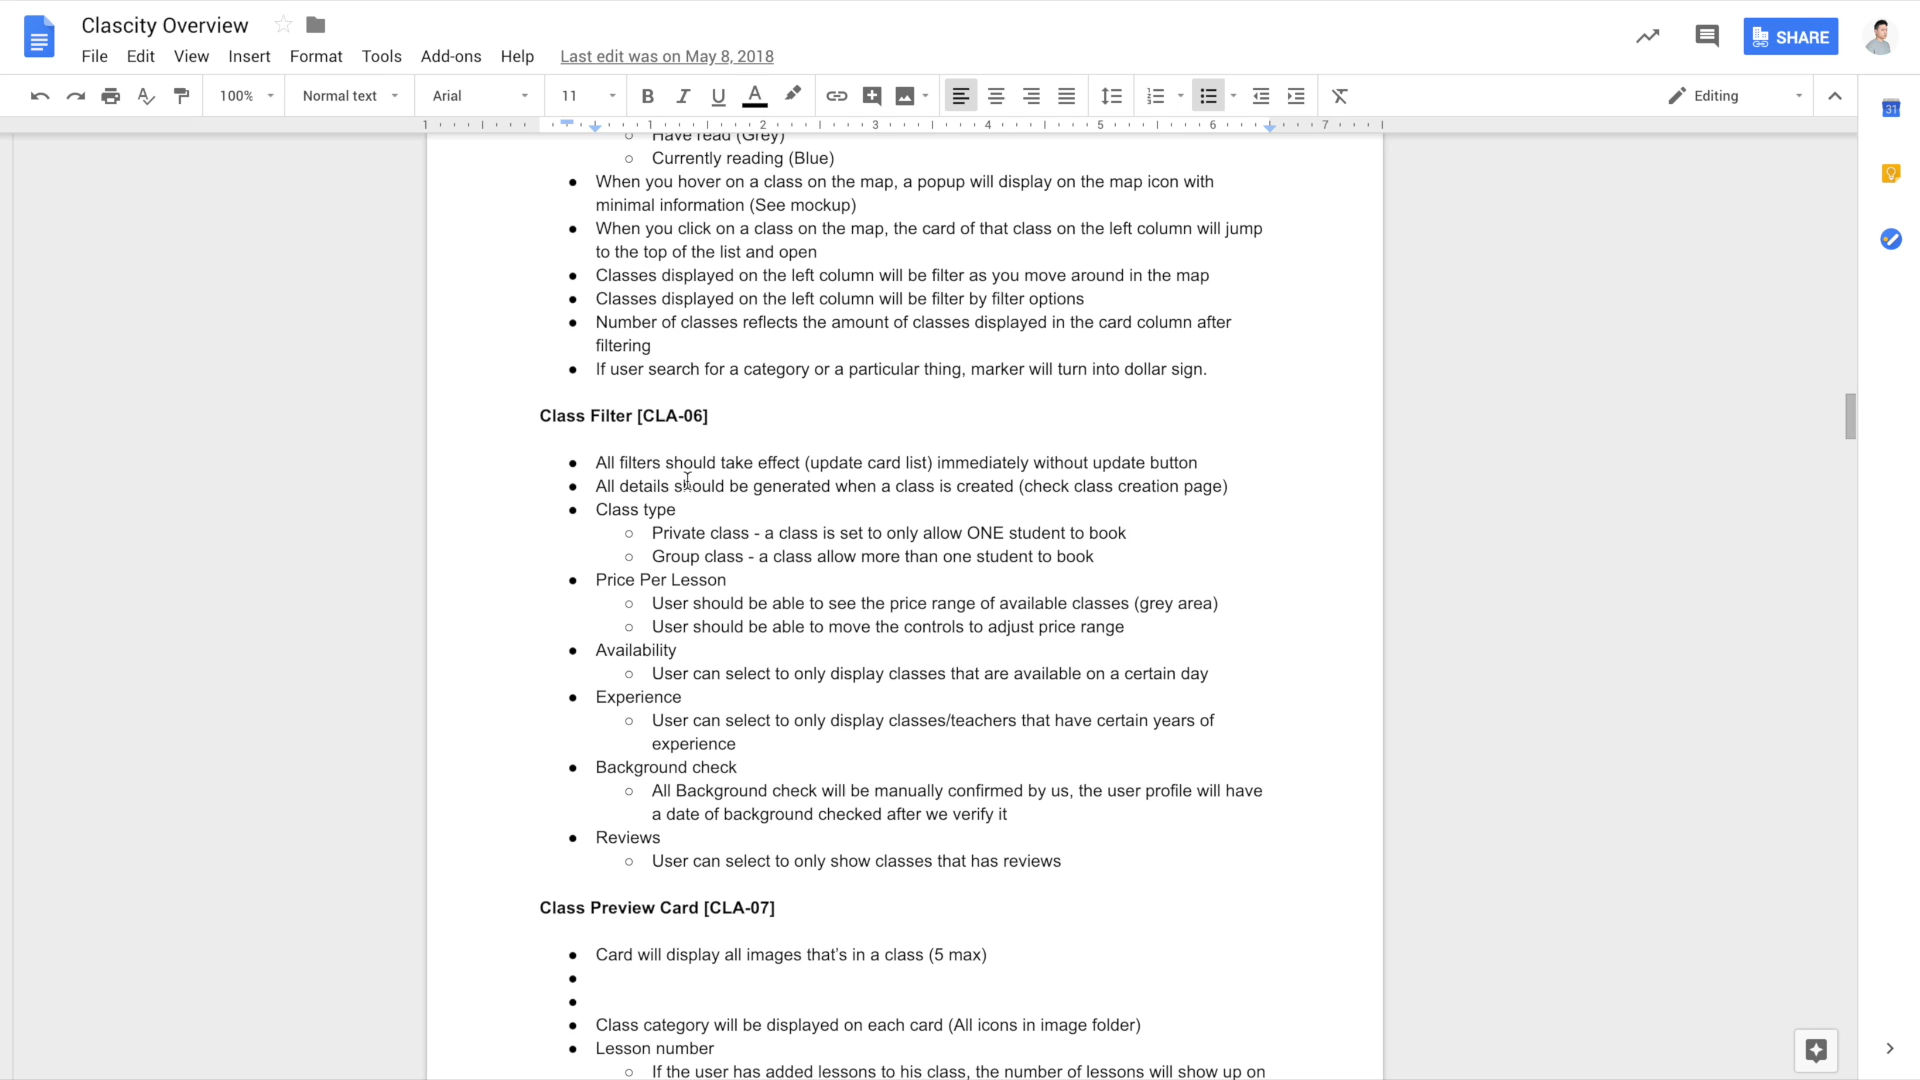 Clascity Overview
File Edit View Insert Format Tools Add-ons Help Last edit was on May 8, 2018
SHARE
100% Normal text Arial 11 B I U A Editing
31
1 1 2 3 4 5 6 7
○ Have read (Grey)
○ Currently reading (Blue)
● When you hover on a class on the map, a popup will display on the map icon with
minimal information (See mockup)
● When you click on a class on the map, the card of that class on the left column will jump
to the top of the list and open
● Classes displayed on the left column will be filter as you move around in the map
● Classes displayed on the left column will be filter by filter options
● Number of classes reflects the amount of classes displayed in the card column after
filtering
● If user search for a category or a particular thing, marker will turn into dollar sign.
Class Filter [CLA-06]
● All filters should take effect (update card list) immediately without update button
● All details should be generated when a class is created (check class creation page)
● Class type
○ Private class - a class is set to only allow ONE student to book
○ Group class - a class allow more than one student to book
● Price Per Lesson
○ User should be able to see the price range of available classes (grey area)
○ User should be able to move the controls to adjust price range
● Availability
○ User can select to only display classes that are available on a certain day
● Experience
○ User can select to only display classes/teachers that have certain years of
experience
● Background check
○ All Background check will be manually confirmed by us, the user profile will have
a date of background checked after we verify it
● Reviews
○ User can select to only show classes that has reviews
Class Preview Card [CLA-07]
● Card will display all images that's in a class (5 max)
●
●
● Class category will be displayed on each card (All icons in image folder)
● Lesson number
○ If the user has added lessons to his class, the number of lessons will show up on